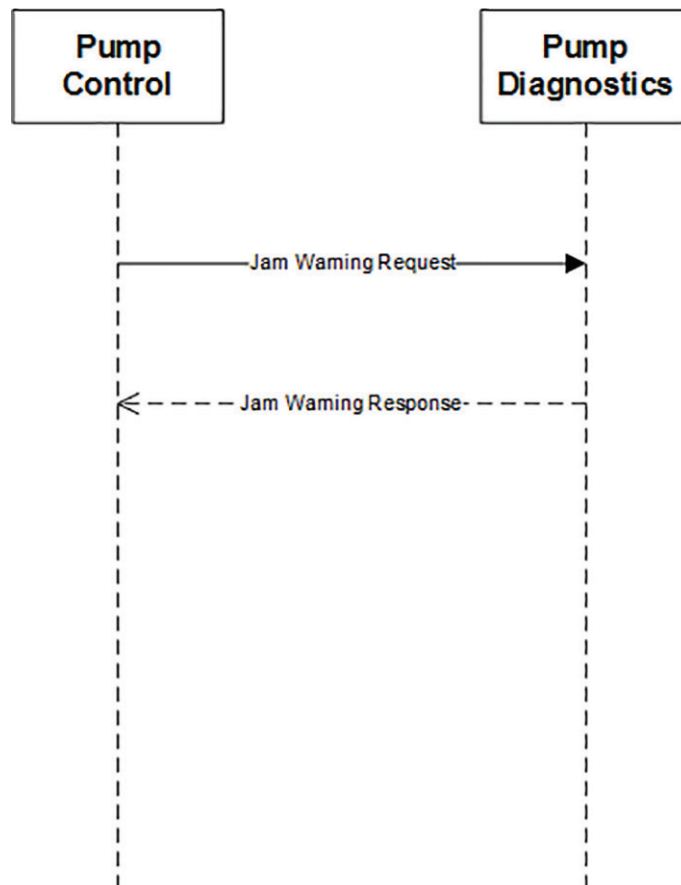 Pump
Control
Pump
Diagnostics
Jam Warning Request
Jam Warning Response